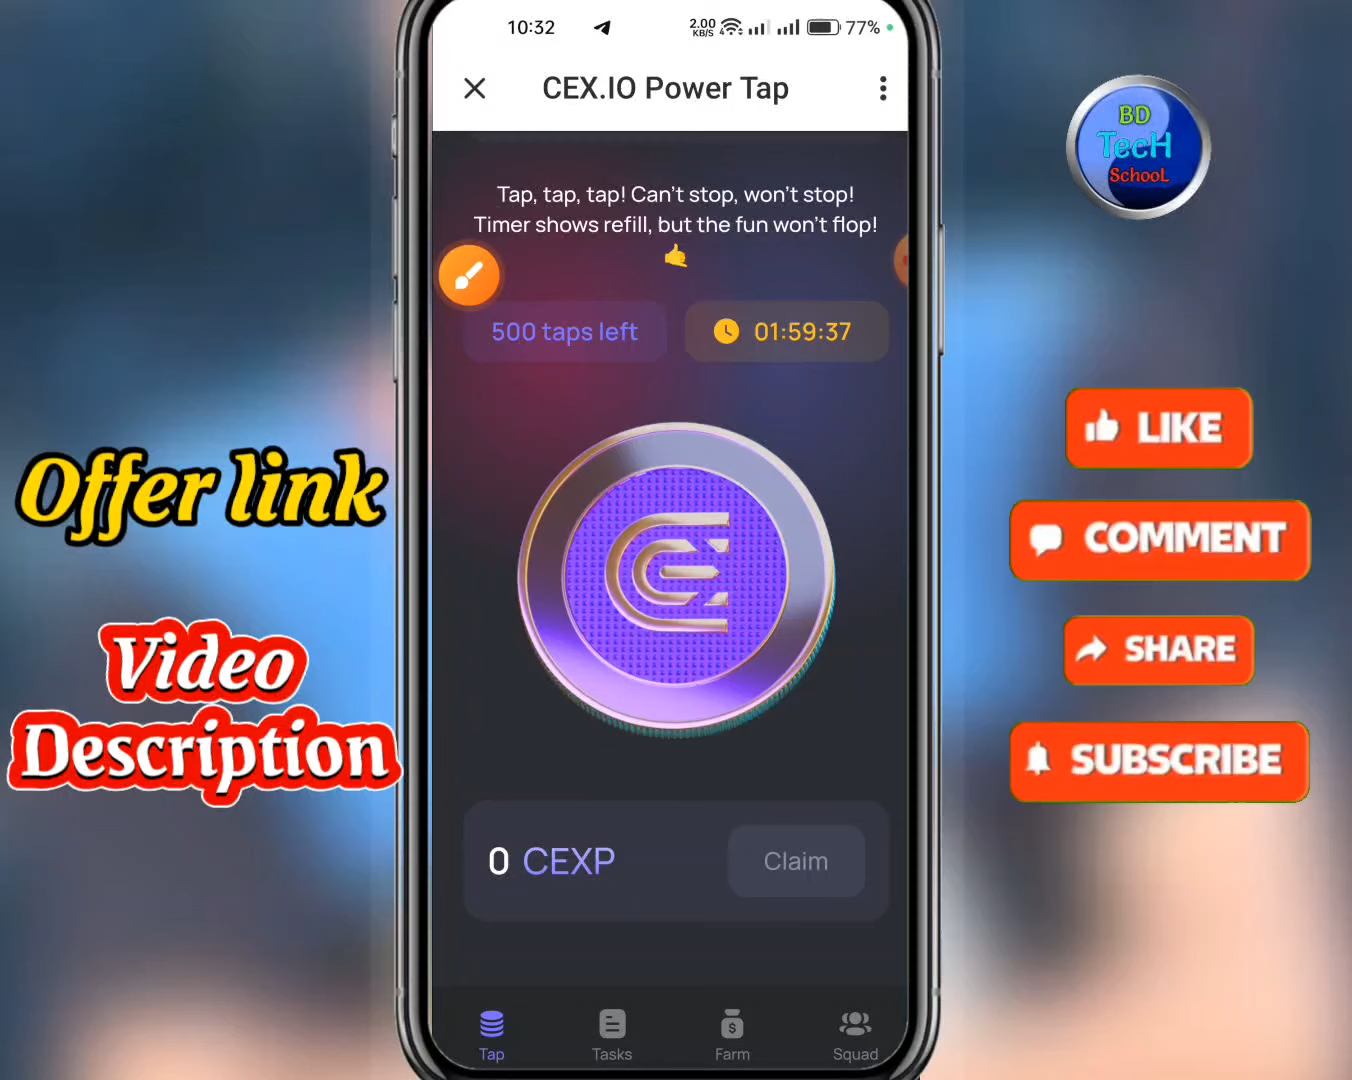 10:32
2.00
KB/S
77%
CEX.IO Power Tap
Tap, tap, tap! Can't stop, won't stop!
Timer shows refill, but the fun won't flop!
🤙
500 taps left
01:59:37
0 CEXP
Claim
Tap
Tasks
Farm
Squad
Offer link
Video
Description
BD
TecH
SchooL
LIKE
COMMENT
SHARE
SUBSCRIBE